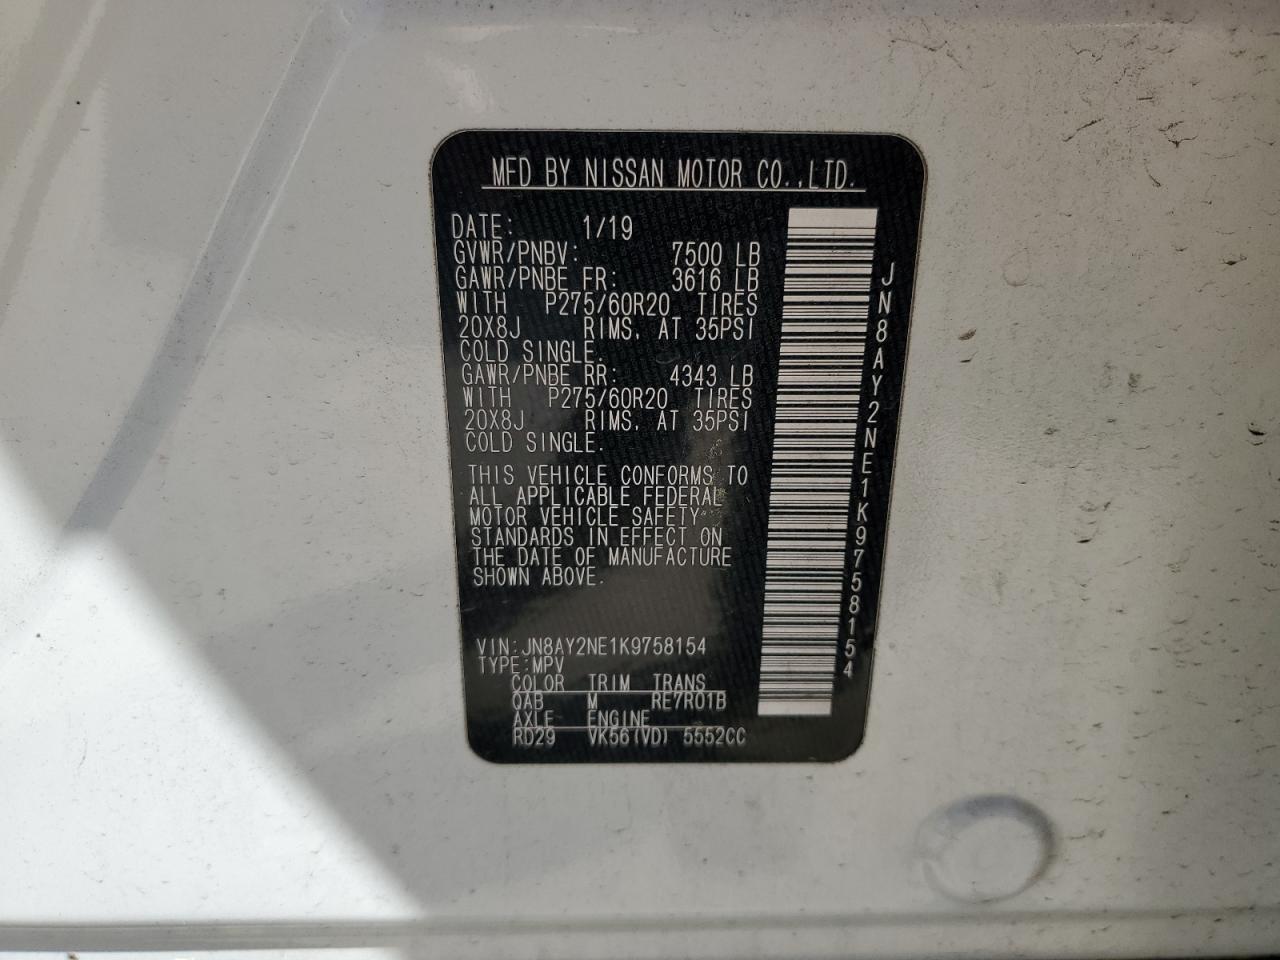 MFD BY NISSAN MOTOR CO.,LTD.
DATE: 1/19
GVWR/PNBV: 7500 LB
GAWR/PNBE FR: 3616 LB
WITH P275/60R20 TIRES
20X8J RIMS, AT 35PSI
COLD SINGLE.
GAWR/PNBE RR: 4343 LB
WITH P275/60R20 TIRES
20X8J RIMS, AT 35PSI
COLD SINGLE.
THIS VEHICLE CONFORMS TO
ALL APPLICABLE FEDERAL
MOTOR VEHICLE SAFETY
STANDARDS IN EFFECT ON
THE DATE OF MANUFACTURE
SHOWN ABOVE.
VIN:JN8AY2NE1K9758154
TYPE:MPV
COLOR TRIM TRANS
QAB M RE7R01B
AXLE ENGINE
RD29 VK56(VD) 5552CC
JN8AY2NE1K9758154